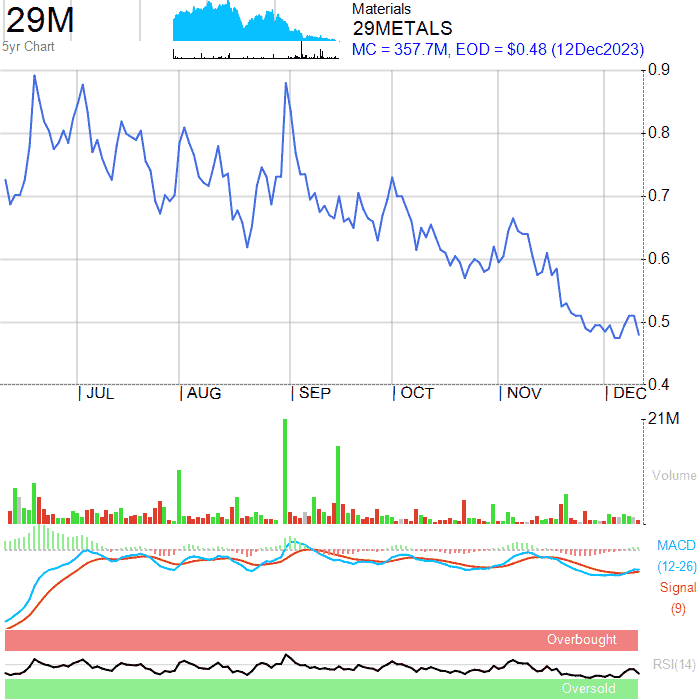 29M
5yr Chart
Materials
29METALS
MC = 357.7M, EOD = $0.48 (12Dec2023)
0.9
0.8
0.7
0.6
0.5
0.4
JUL AUG SEP OCT NOV DEC
21M
Volume
MACD
(12-26)
Signal
(9)
Overbought
RSI(14)
Oversold